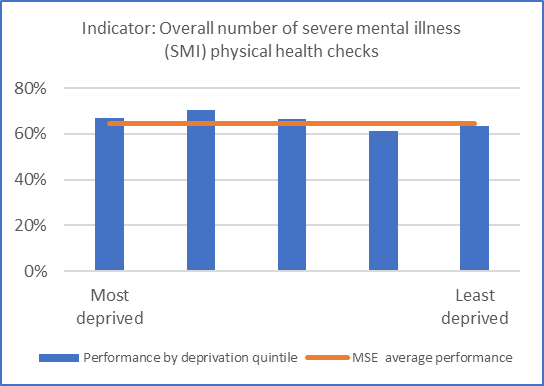 Indicator: Overall number of severe mental illness
(SMI) physical health checks
80%
60%
40%
20%
0%
Most
deprived
Least
deprived
Performance by deprivation quintile
MSE average performance